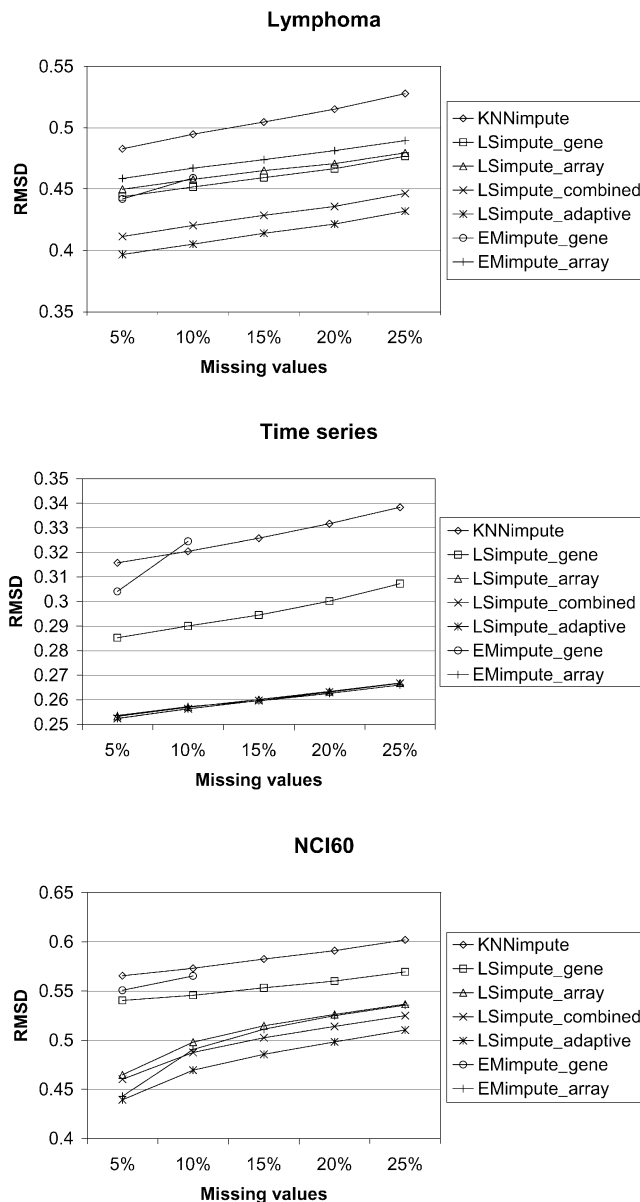 Lymphoma
0.55
0.5
0.45
0.4
0.35
RMSD
5% 10% 15% 20% 25%
Missing values
KNNimpute
LSimpute_gene
LSimpute_array
LSimpute_combined
LSimpute_adaptive
EMimpute_gene
EMimpute_array
Time series
0.35
0.34
0.33
0.32
0.31
0.3
0.29
0.28
0.27
0.26
0.25
RMSD
5% 10% 15% 20% 25%
Missing values
KNNimpute
LSimpute_gene
LSimpute_array
LSimpute_combined
LSimpute_adaptive
EMimpute_gene
EMimpute_array
NCI60
0.65
0.6
0.55
0.5
0.45
0.4
RMSD
5% 10% 15% 20% 25%
Missing values
KNNimpute
LSimpute_gene
LSimpute_array
LSimpute_combined
LSimpute_adaptive
EMimpute_gene
EMimpute_array